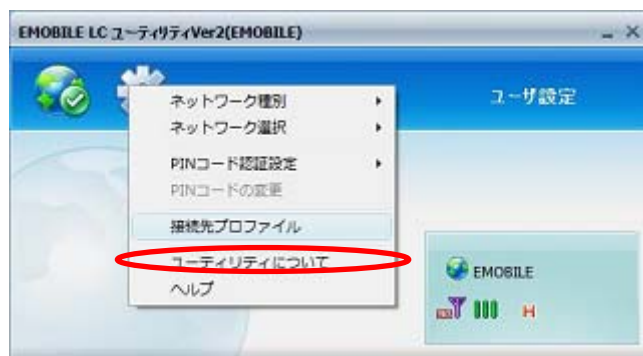 EMOBILE LC ユーティリティVer2(EMOBILE)
ユーザ設定
ネットワーク種別
ネットワーク選択
PINコード認証設定
PINコードの変更
接続先プロファイル
ユーティリティについて
ヘルプ
EMOBILE
H